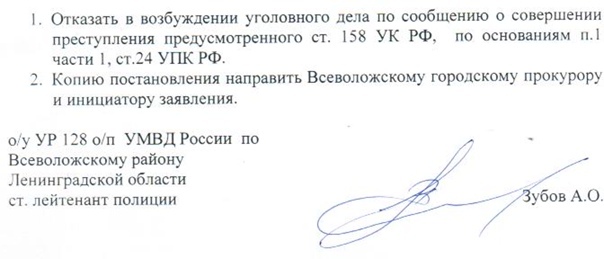 1. Отказать в возбуждении уголовного дела по сообщению о совершении
преступления предусмотренного ст. 158 УК РФ, по основаниям п.1
части 1, ст.24 УПК РФ.
2. Копию постановления направить Всеволожскому городскому прокурору
и инициатору заявления.
о/у УР 128 о/п УМВД России по
Всеволожскому району
Ленинградской области
ст. лейтенант полиции Зубов А.О.